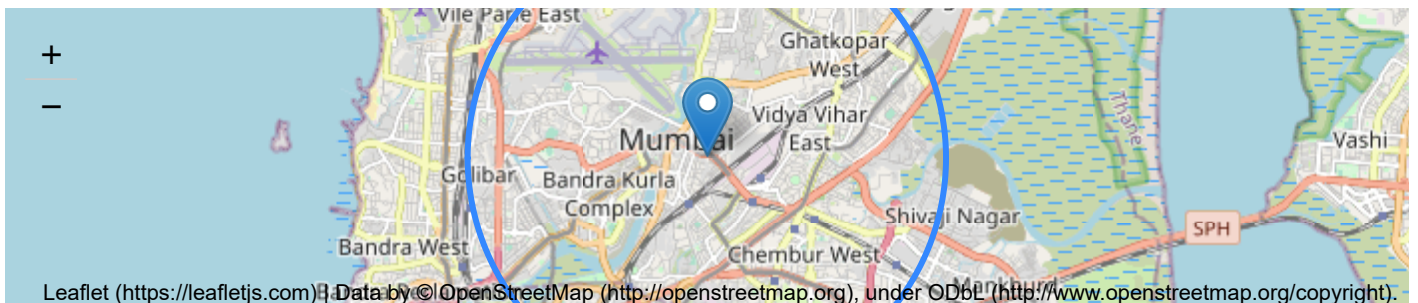 Vile Parle East
+
Ghatkopar
West
−
Thane
Vidya Vihar
East
Mumbai
Vashi
Golibar
Bandra Kurla
Complex
Shivaji Nagar
SPH
Bandra West
Chembur West
Mankhurd
Leaflet (https://leafletjs.com) | Data by © OpenStreetMap (http://openstreetmap.org), under ODbL (http://www.openstreetmap.org/copyright).